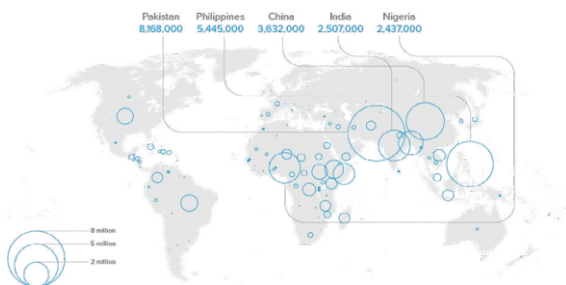 Pakistan Philippines China India Nigeria
8,168,000 5,445,000 3,632,000 2,507,000 2,437,000
8 million
5 million
2 million